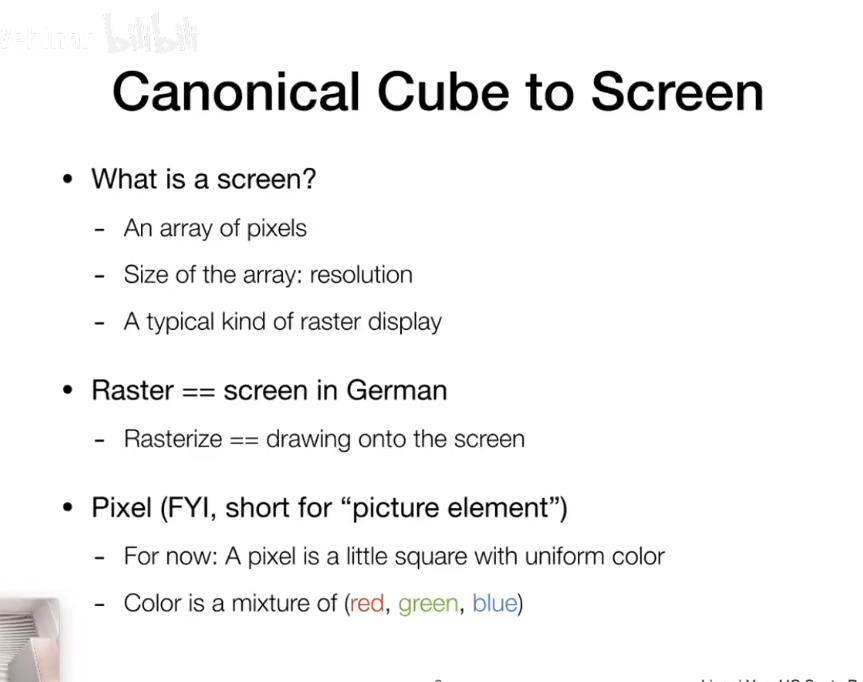 bilibili
Canonical Cube to Screen
• What is a screen?
- An array of pixels
- Size of the array: resolution
- A typical kind of raster display
• Raster == screen in German
- Rasterize == drawing onto the screen
• Pixel (FYI, short for “picture element”)
- For now: A pixel is a little square with uniform color
- Color is a mixture of (red, green, blue)